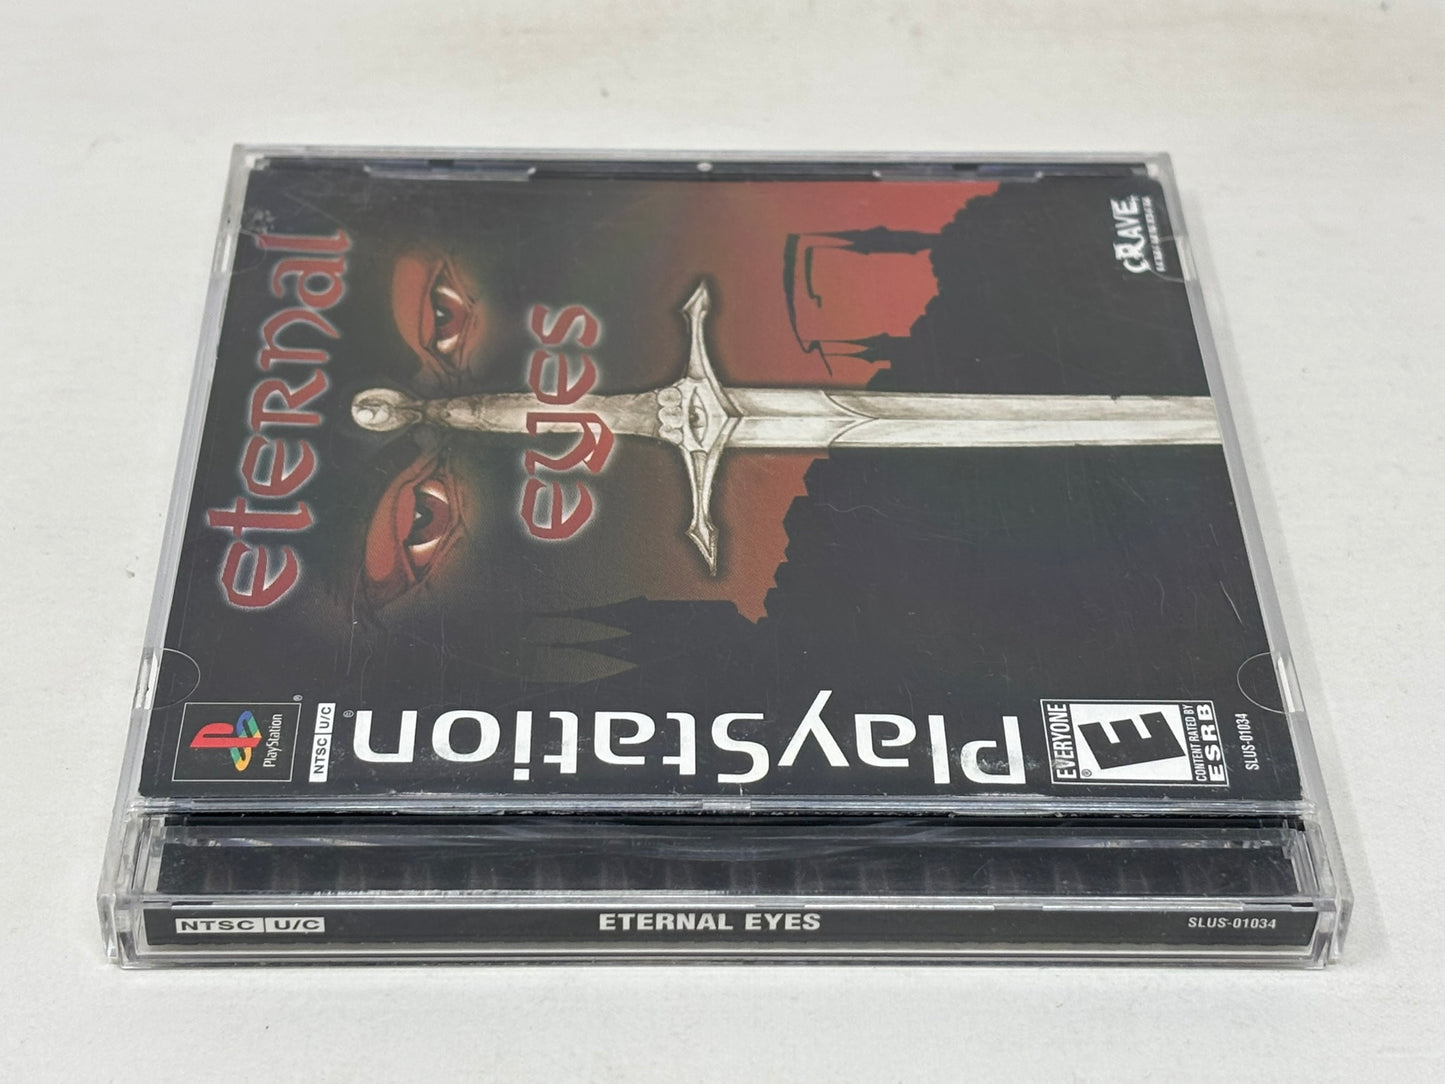 eternal
eyes
CRAVE
PlayStation
®
NTSC U/C
®
PlayStation
EVERYONE
E
®
CONTENT RATED BY
ESRB
SLUS-01034
NTSC U/C
ETERNAL EYES
SLUS-01034